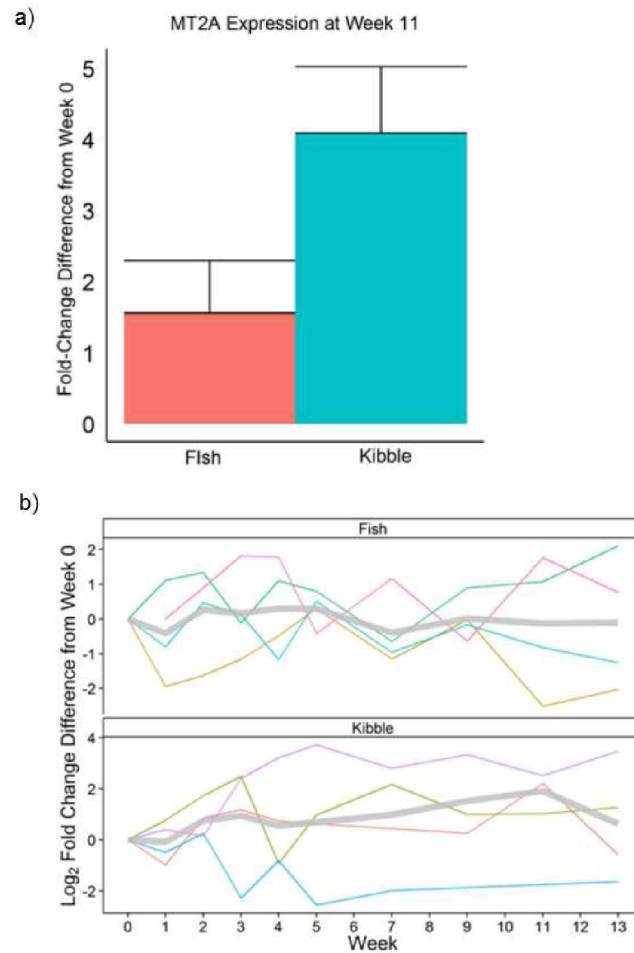 a)
MT2A Expression at Week 11
Fold-Change Difference from Week 0
5
4
3
2
1
0
FIsh
Kibble
b)
Log₂ Fold Change Difference from Week 0
Fish
2
1
0
-1
-2
Kibble
4
2
0
-2
0 1 2 3 4 5 6 7 8 9 10 11 12 13
Week